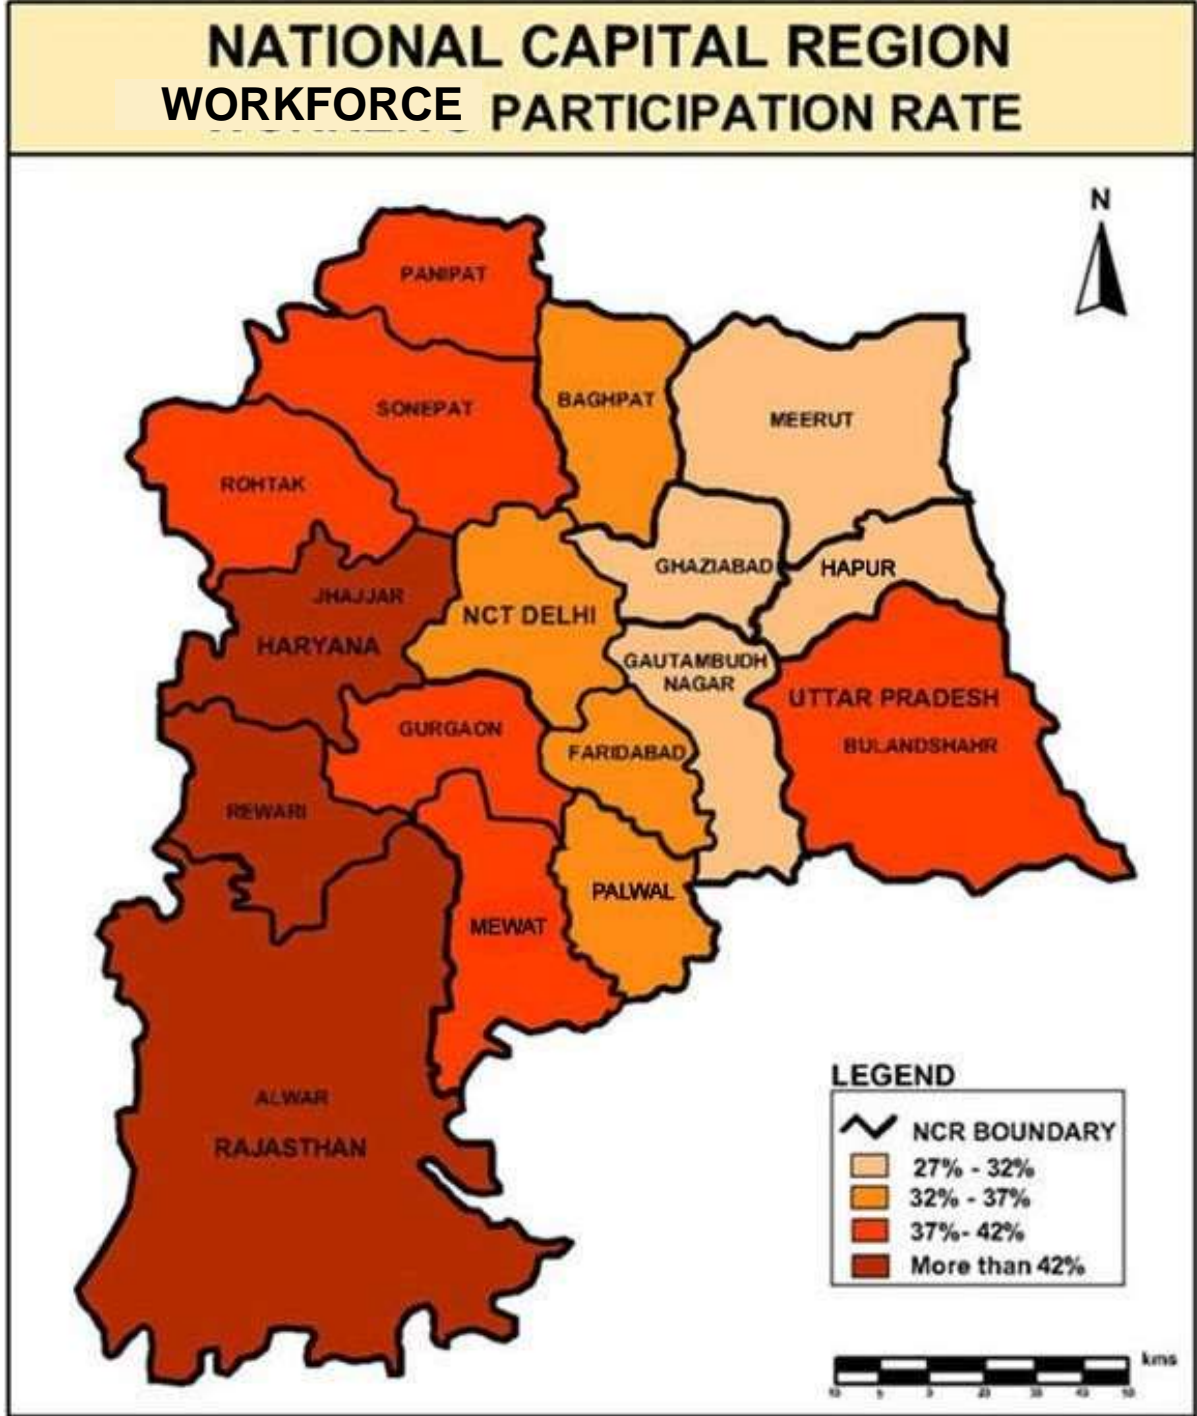 NATIONAL CAPITAL REGION
WORKFORCE PARTICIPATION RATE
N
PANIPAT
SONEPAT
BAGHPAT
MEERUT
ROHTAK
GHAZIABAD
HAPUR
JHAJJAR
HARYANA
NCT DELHI
GAUTAMBUDH
NAGAR
UTTAR PRADESH
BULANDSHAHR
GURGAON
FARIDABAD
REWARI
PALWAL
MEWAT
ALWAR
RAJASTHAN
LEGEND
NCR BOUNDARY
27% - 32%
32% - 37%
37%- 42%
More than 42%
kms